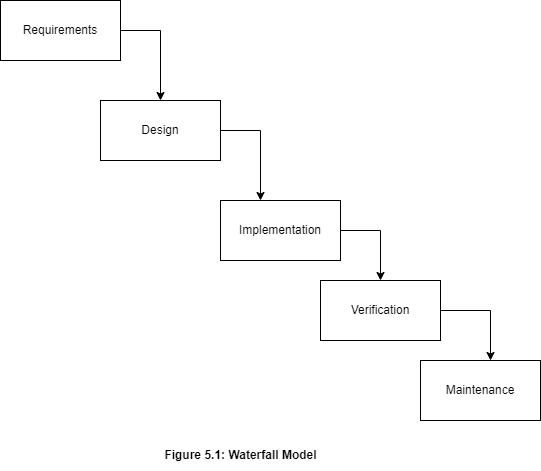 Requirements
Design
Implementation
Verification
Maintenance
Figure 5.1: Waterfall Model